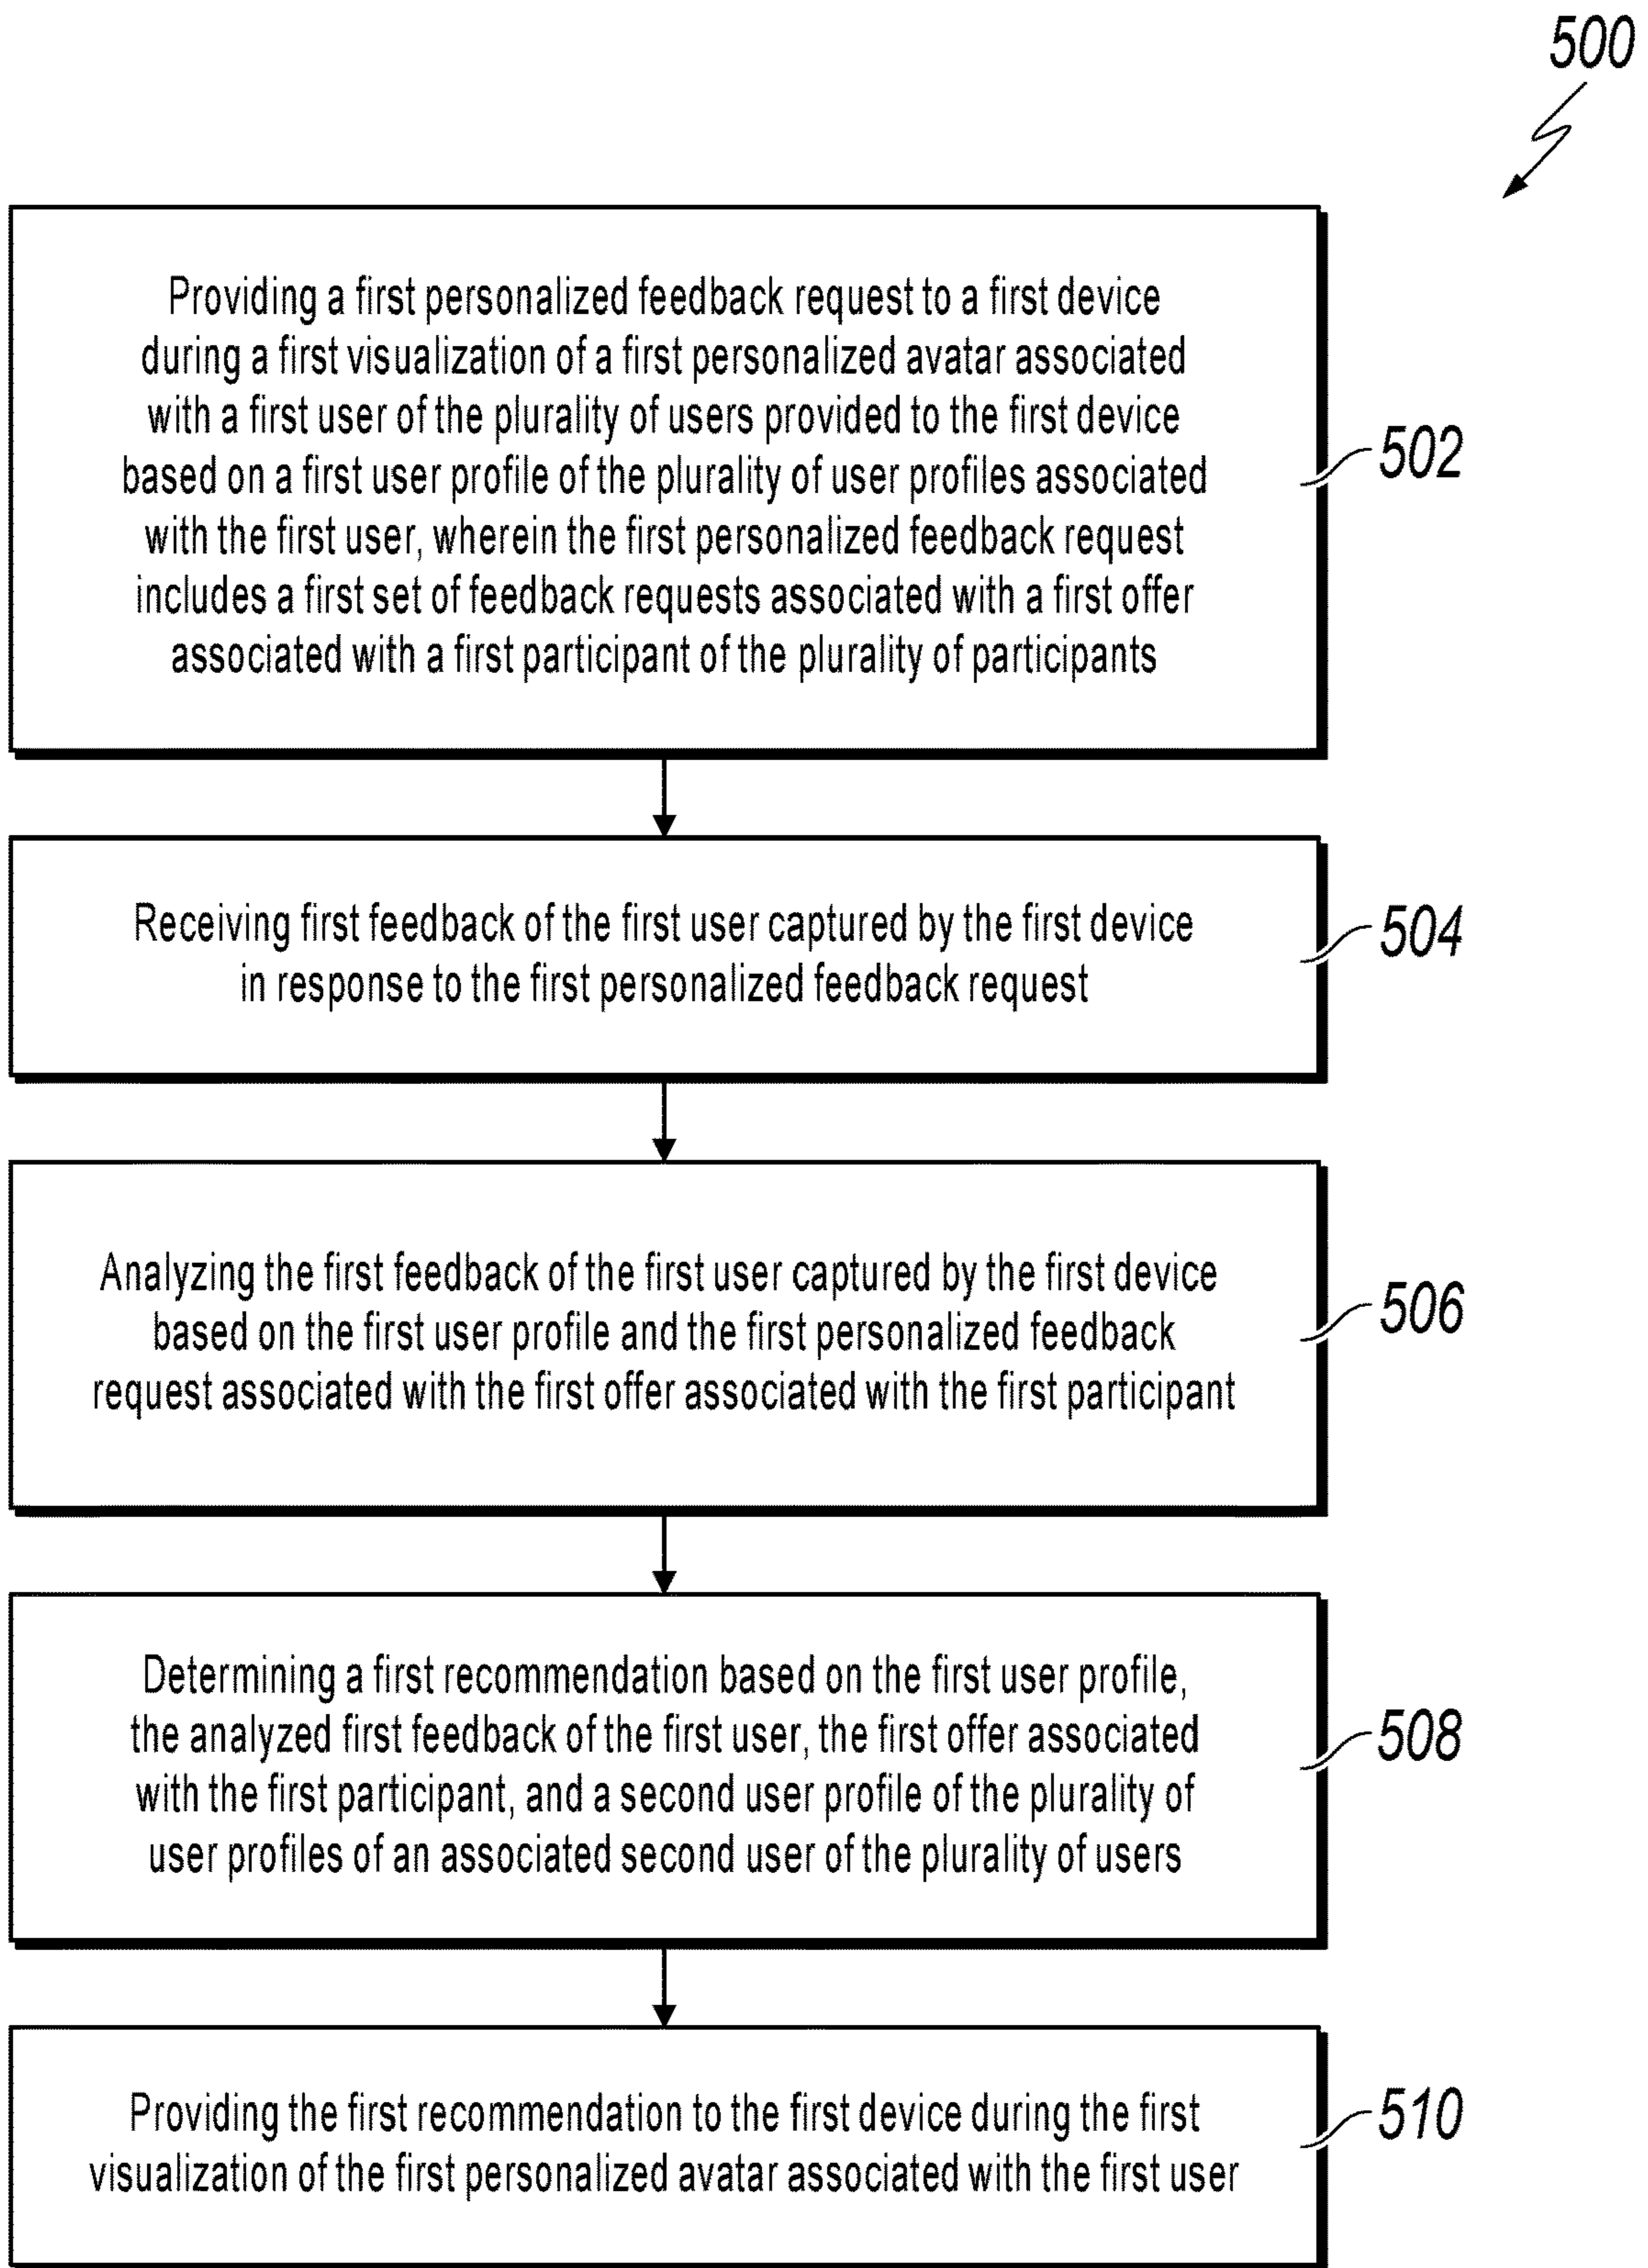 500
Providing a first personalized feedback request to a first device
during a first visualization of a first personalized avatar associated
with a first user of the plurality of users provided to the first device
based on a first user profile of the plurality of user profiles associated
with the first user, wherein the first personalized feedback request
includes a first set of feedback requests associated with a first offer
associated with a first participant of the plurality of participants
502
Receiving first feedback of the first user captured by the first device
in response to the first personalized feedback request
504
Analyzing the first feedback of the first user captured by the first device
based on the first user profile and the first personalized feedback
request associated with the first offer associated with the first participant
506
Determining a first recommendation based on the first user profile,
the analyzed first feedback of the first user, the first offer associated
with the first participant, and a second user profile of the plurality of
user profiles of an associated second user of the plurality of users
508
Providing the first recommendation to the first device during the first
visualization of the first personalized avatar associated with the first user
510